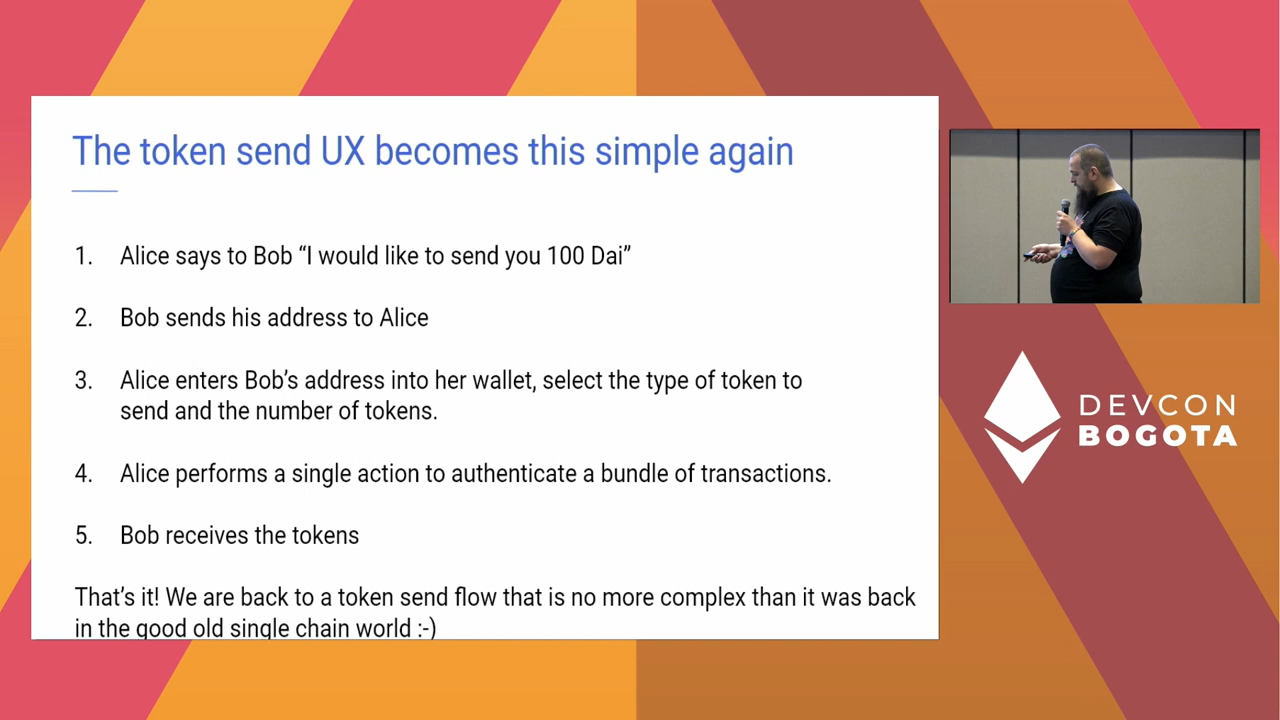 The token send UX becomes this simple again
1. Alice says to Bob “I would like to send you 100 Dai”
2. Bob sends his address to Alice
3. Alice enters Bob’s address into her wallet, select the type of token to
send and the number of tokens.
4. Alice performs a single action to authenticate a bundle of transactions.
5. Bob receives the tokens
That’s it! We are back to a token send flow that is no more complex than it was back
in the good old single chain world :-)
DEVCON
BOGOTA